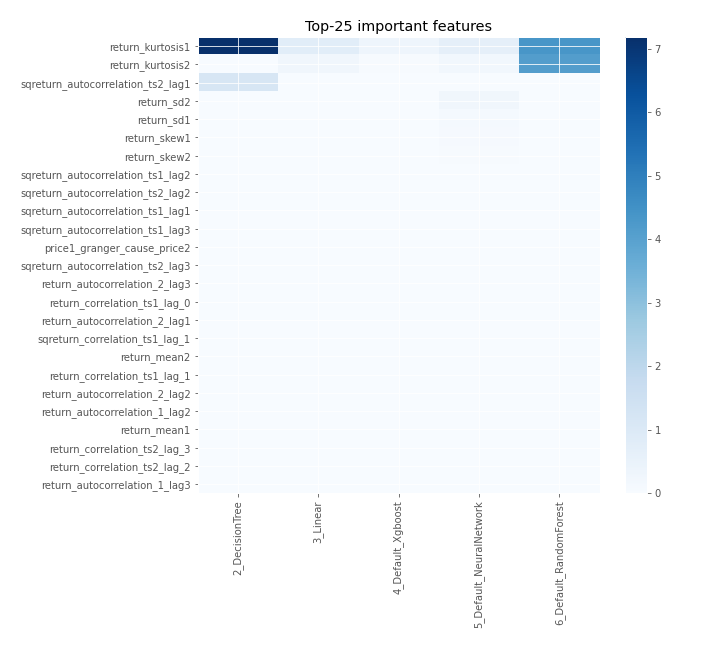 Top-25 important features
return_kurtosis1
return_kurtosis2
sqreturn_autocorrelation_ts2_lag1
return_sd2
return_sd1
return_skew1
return_skew2
sqreturn_autocorrelation_ts1_lag2
sqreturn_autocorrelation_ts2_lag2
sqreturn_autocorrelation_ts1_lag1
sqreturn_autocorrelation_ts1_lag3
price1_granger_cause_price2
sqreturn_autocorrelation_ts2_lag3
return_autocorrelation_2_lag3
return_correlation_ts1_lag_0
return_autocorrelation_2_lag1
sqreturn_correlation_ts1_lag_1
return_mean2
return_correlation_ts1_lag_1
return_autocorrelation_2_lag2
return_autocorrelation_1_lag2
return_mean1
return_correlation_ts2_lag_3
return_correlation_ts2_lag_2
return_autocorrelation_1_lag3
2_DecisionTree
3_Linear
4_Default_Xgboost
5_Default_NeuralNetwork
6_Default_RandomForest
7
6
5
4
3
2
1
0